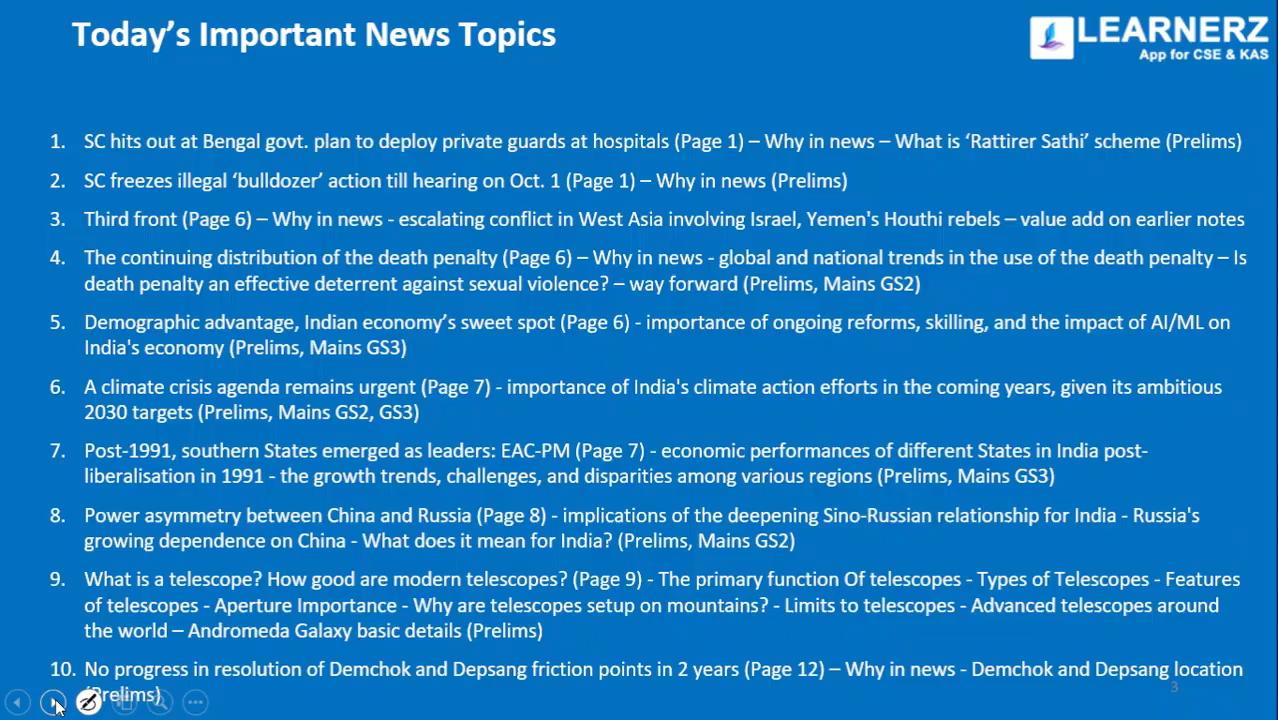 Today's Important News Topics
LEARNERZ
App for CSE & KAS
1. SC hits out at Bengal govt. plan to deploy private guards at hospitals (Page 1) – Why in news – What is ‘Rattirer Sathi’ scheme (Prelims)
2. SC freezes illegal ‘bulldozer’ action till hearing on Oct. 1 (Page 1) – Why in news (Prelims)
3. Third front (Page 6) – Why in news - escalating conflict in West Asia involving Israel, Yemen's Houthi rebels – value add on earlier notes
4. The continuing distribution of the death penalty (Page 6) – Why in news - global and national trends in the use of the death penalty – Is
death penalty an effective deterrent against sexual violence? – way forward (Prelims, Mains GS2)
5. Demographic advantage, Indian economy’s sweet spot (Page 6) - importance of ongoing reforms, skilling, and the impact of AI/ML on
India's economy (Prelims, Mains GS3)
6. A climate crisis agenda remains urgent (Page 7) - importance of India's climate action efforts in the coming years, given its ambitious
2030 targets (Prelims, Mains GS2, GS3)
7. Post-1991, southern States emerged as leaders: EAC-PM (Page 7) - economic performances of different States in India post-
liberalisation in 1991 - the growth trends, challenges, and disparities among various regions (Prelims, Mains GS3)
8. Power asymmetry between China and Russia (Page 8) - implications of the deepening Sino-Russian relationship for India - Russia's
growing dependence on China - What does it mean for India? (Prelims, Mains GS2)
9. What is a telescope? How good are modern telescopes? (Page 9) - The primary function Of telescopes - Types of Telescopes - Features
of telescopes - Aperture Importance - Why are telescopes setup on mountains? - Limits to telescopes - Advanced telescopes around
the world – Andromeda Galaxy basic details (Prelims)
10. No progress in resolution of Demchok and Depsang friction points in 2 years (Page 12) – Why in news - Demchok and Depsang location
(Prelims)
3